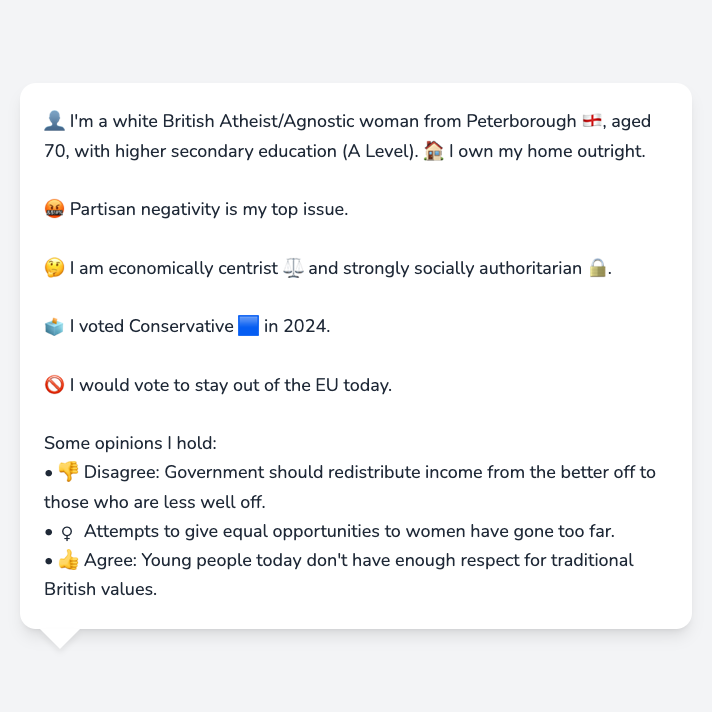 👤 I'm a white British Atheist/Agnostic woman from Peterborough 🏴󠁧󠁢󠁥󠁮󠁧󠁿, aged
70, with higher secondary education (A Level). 🏠 I own my home outright.
🤬 Partisan negativity is my top issue.
🤔 I am economically centrist ⚖️ and strongly socially authoritarian 🔒.
🗳️ I voted Conservative 🟦 in 2024.
🚫 I would vote to stay out of the EU today.
Some opinions I hold:
• 👎 Disagree: Government should redistribute income from the better off to
those who are less well off.
• ♀ Attempts to give equal opportunities to women have gone too far.
• 👍 Agree: Young people today don't have enough respect for traditional
British values.